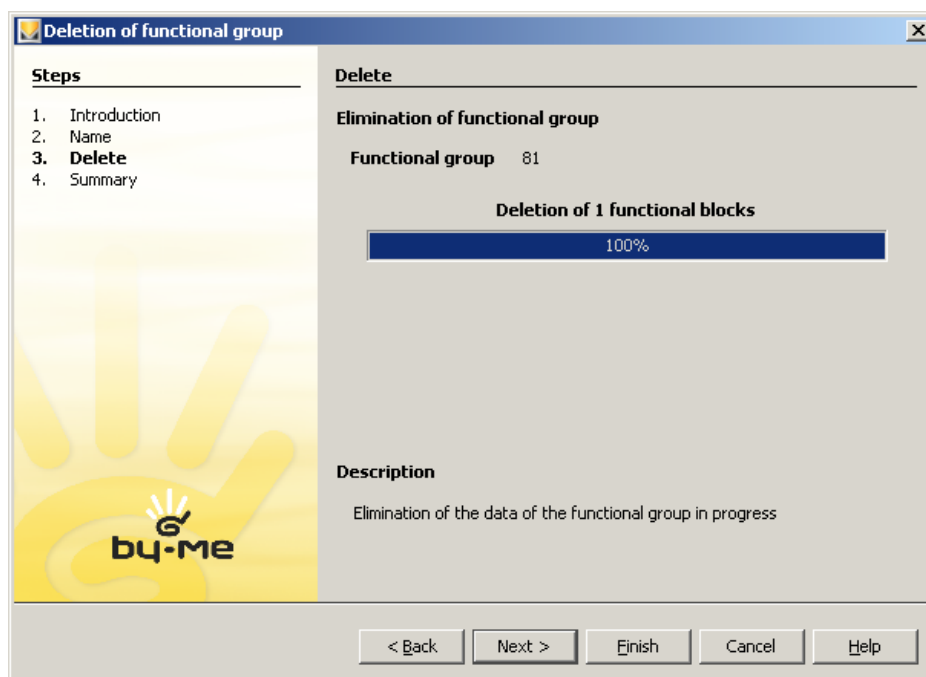 Deletion of functional group
Steps
1. Introduction
2. Name
3. Delete
4. Summary
by-me
Delete
Elimination of functional group
Functional group 81
Deletion of 1 functional blocks
100%
Description
Elimination of the data of the functional group in progress
< Back Next > Finish Cancel Help